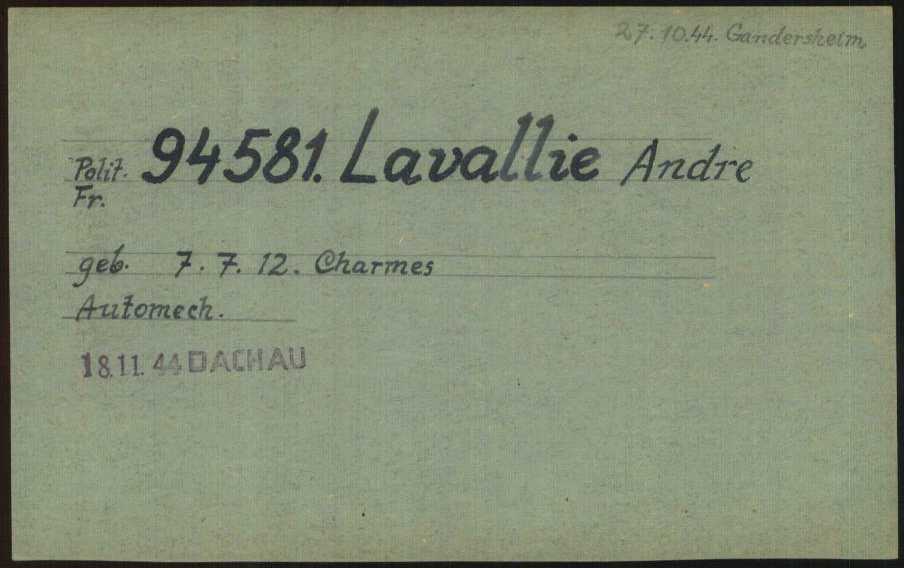 27.10.44. Gandersheim
Polit. 94581. Lavallie Andre
Fr.
geb. 7. 7. 12. Charmes
Automech.
18.11.44 DACHAU